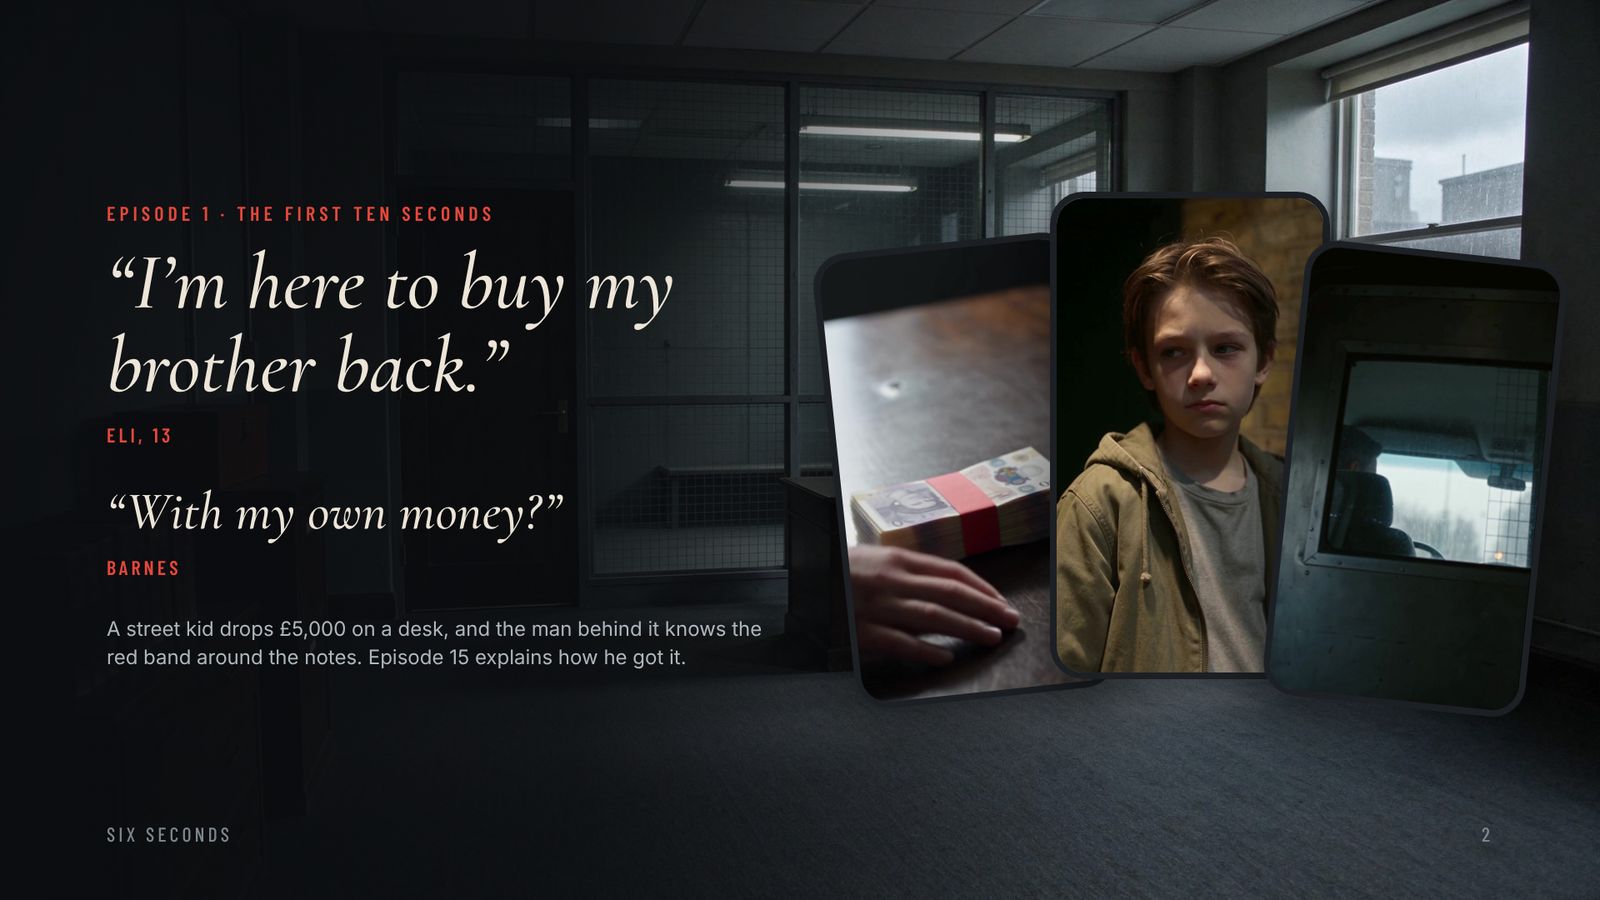 EPISODE 1 · THE FIRST TEN SECONDS
“I’m here to buy my
brother back.”
ELI, 13
“With my own money?”
BARNES
A street kid drops £5,000 on a desk, and the man behind it knows the
red band around the notes. Episode 15 explains how he got it.
SIX SECONDS
2